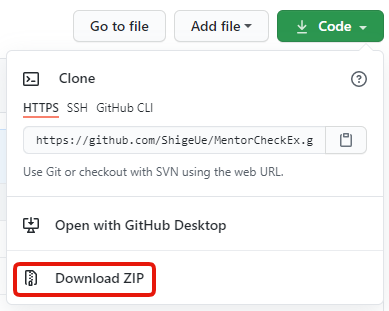 Go to file Add file Code
Clone
HTTPS SSH GitHub CLI
https://github.com/ShigeUe/MentorCheckEx.g
Use Git or checkout with SVN using the web URL.
Open with GitHub Desktop
Download ZIP